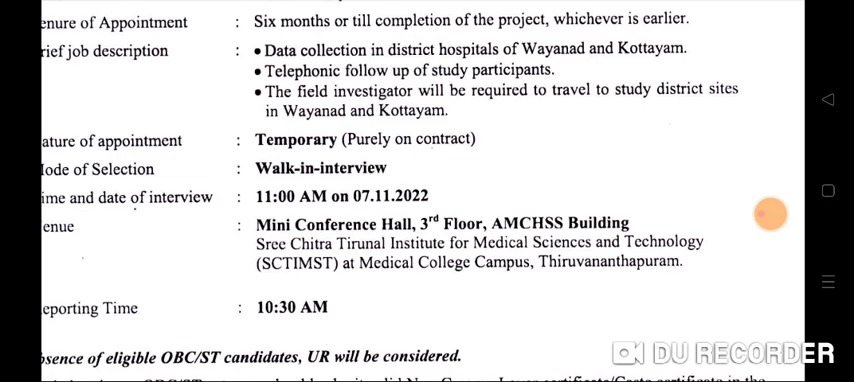 enure of Appointment : Six months or till completion of the project, whichever is earlier.
rief job description : • Data collection in district hospitals of Wayanad and Kottayam.
• Telephonic follow up of study participants.
• The field investigator will be required to travel to study district sites
in Wayanad and Kottayam.
ature of appointment : Temporary (Purely on contract)
lode of Selection : Walk-in-interview
ime and date of interview : 11:00 AM on 07.11.2022
enue : Mini Conference Hall, 3rd Floor, AMCHSS Building
Sree Chitra Tirunal Institute for Medical Sciences and Technology
(SCTIMST) at Medical College Campus, Thiruvananthapuram.
eporting Time : 10:30 AM
bsence of eligible OBC/ST candidates, UR will be considered.
DU RECORDER